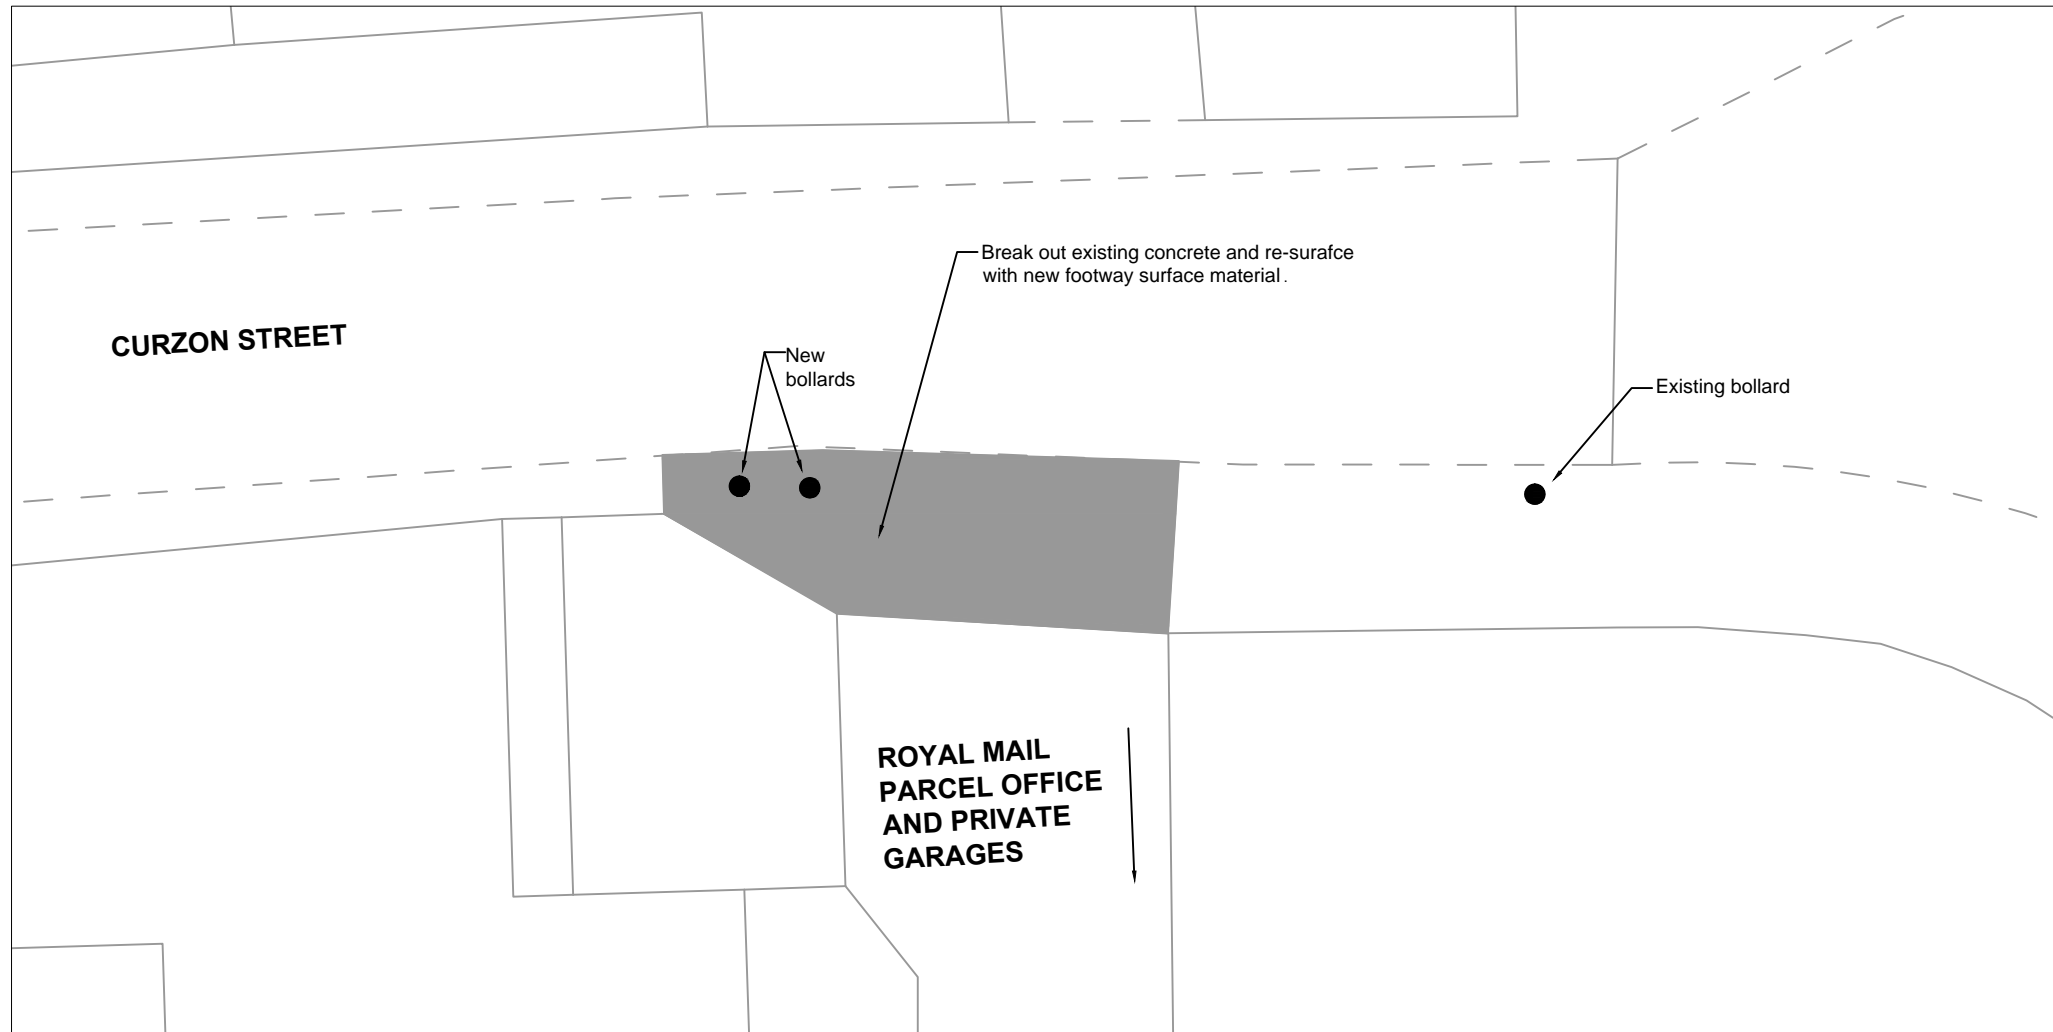 Break out existing concrete and re-surafce
with new footway surface material.
CURZON STREET
New
bollards
Existing bollard
ROYAL MAIL
PARCEL OFFICE
AND PRIVATE
GARAGES